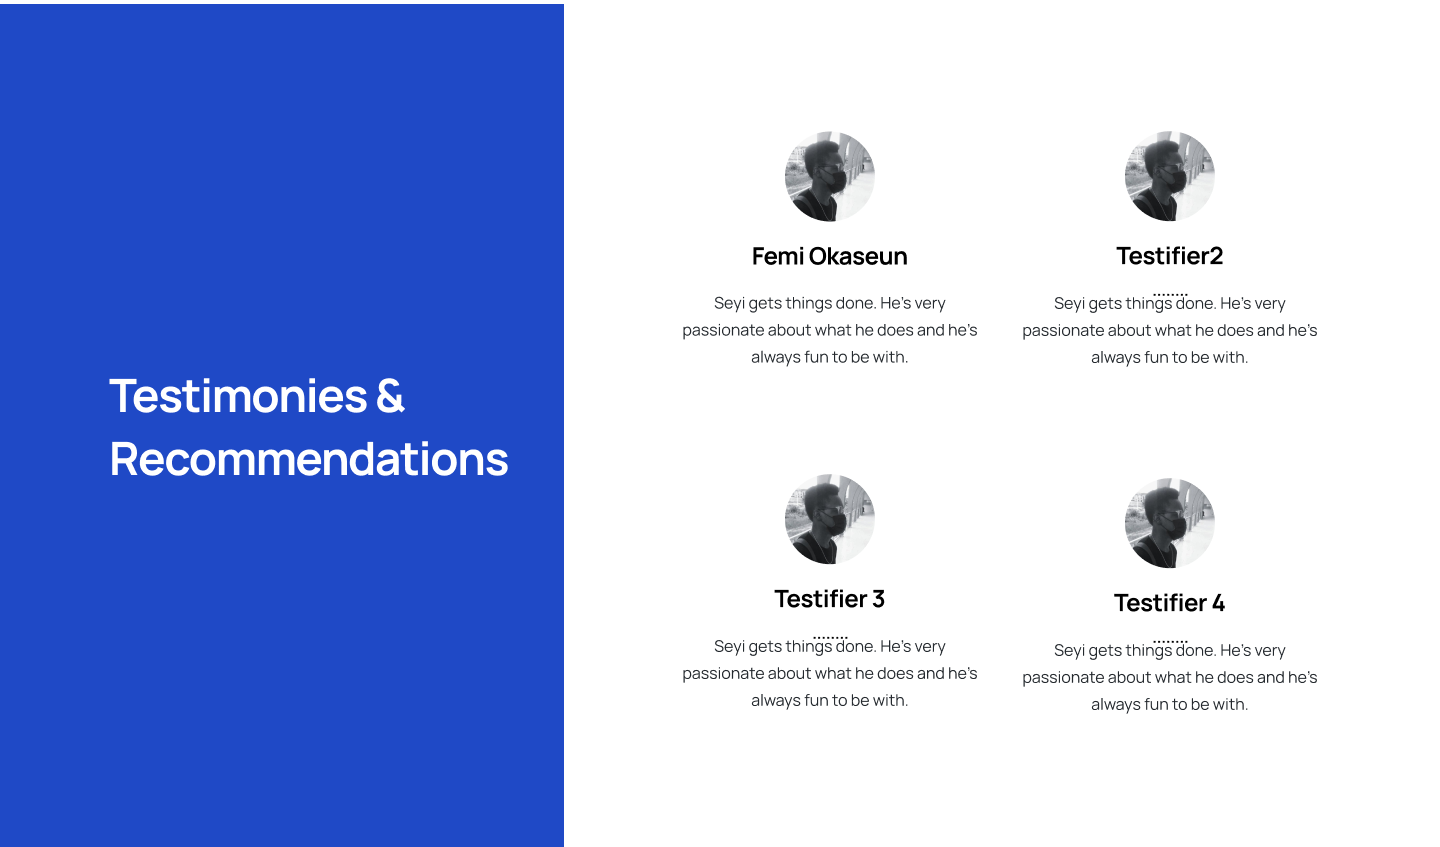 Testimonies &
Recommendations
Femi Okaseun
Seyi gets things done. He's very
passionate about what he does and he's
always fun to be with.
Testifier2
........
Seyi gets things done. He's very
passionate about what he does and he's
always fun to be with.
Testifier 3
........
Seyi gets things done. He's very
passionate about what he does and he's
always fun to be with.
Testifier 4
........
Seyi gets things done. He's very
passionate about what he does and he's
always fun to be with.